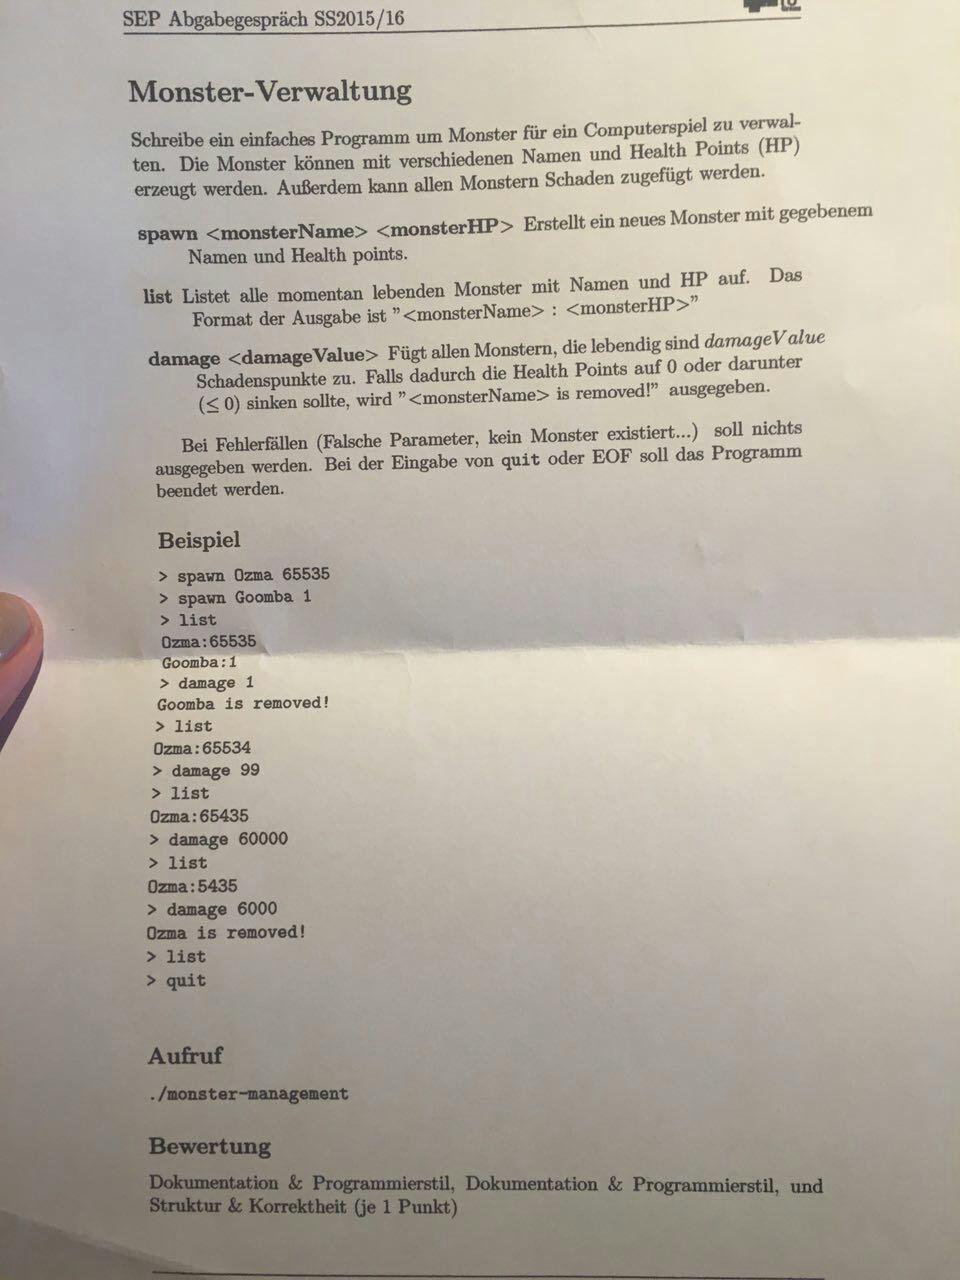 SEP Abgabegespräch SS2015/16
Monster-Verwaltung
Schreibe ein einfaches Programm um Monster für ein Computerspiel zu verwal-
ten. Die Monster können mit verschiedenen Namen und Health Points (HP)
erzeugt werden. Außerdem kann allen Monstern Schaden zugefügt werden.
spawn <monsterName> <monsterHP> Erstellt ein neues Monster mit gegebenem
Namen und Health points.
list Listet alle momentan lebenden Monster mit Namen und HP auf. Das
Format der Ausgabe ist "<monsterName> : <monsterHP>"
damage <damageValue> Fügt allen Monstern, die lebendig sind damageValue
Schadenspunkte zu. Falls dadurch die Health Points auf 0 oder darunter
(≤ 0) sinken sollte, wird "<monsterName> is removed!" ausgegeben.
Bei Fehlerfällen (Falsche Parameter, kein Monster existiert...) soll nichts
ausgegeben werden. Bei der Eingabe von quit oder EOF soll das Programm
beendet werden.
Beispiel
> spawn Ozma 65535
> spawn Goomba 1
> list
Ozma:65535
Goomba:1
> damage 1
Goomba is removed!
> list
Ozma:65534
> damage 99
> list
Ozma:65435
> damage 60000
> list
Ozma:5435
> damage 6000
Ozma is removed!
> list
> quit
Aufruf
./monster-management
Bewertung
Dokumentation & Programmierstil, Dokumentation & Programmierstil, und
Struktur & Korrektheit (je 1 Punkt)